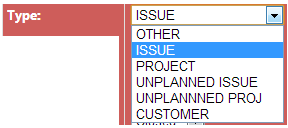 Type:
ISSUE
OTHER
ISSUE
PROJECT
UNPLANNED ISSUE
UNPLANNNED PROJ
CUSTOMER